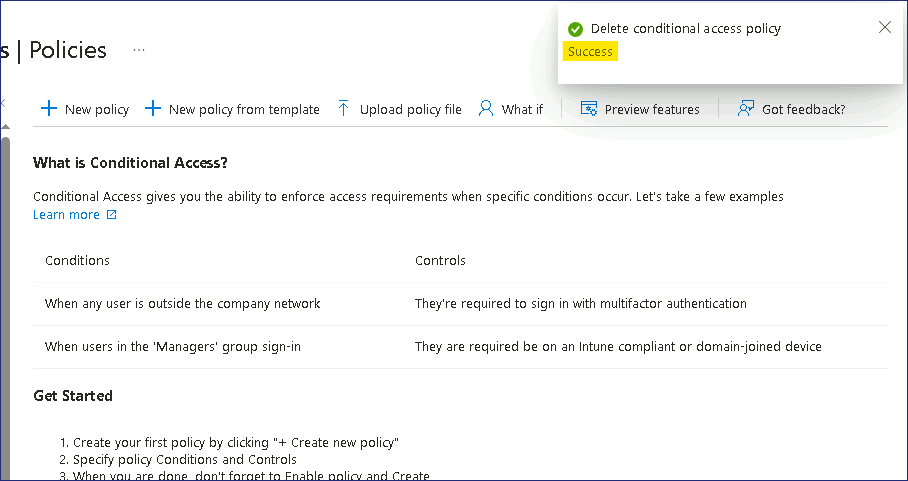 Delete conditional access policy
Success
s | Policies ...
New policy New policy from template Upload policy file What if Preview features Got feedback?
What is Conditional Access?
Conditional Access gives you the ability to enforce access requirements when specific conditions occur. Let's take a few examples
Learn more
Conditions Controls
When any user is outside the company network They're required to sign in with multifactor authentication
When users in the 'Managers' group sign-in They are required be on an Intune compliant or domain-joined device
Get Started
1. Create your first policy by clicking "+ Create new policy"
2. Specify policy Conditions and Controls
3. When you are done, don't forget to Enable policy and Create